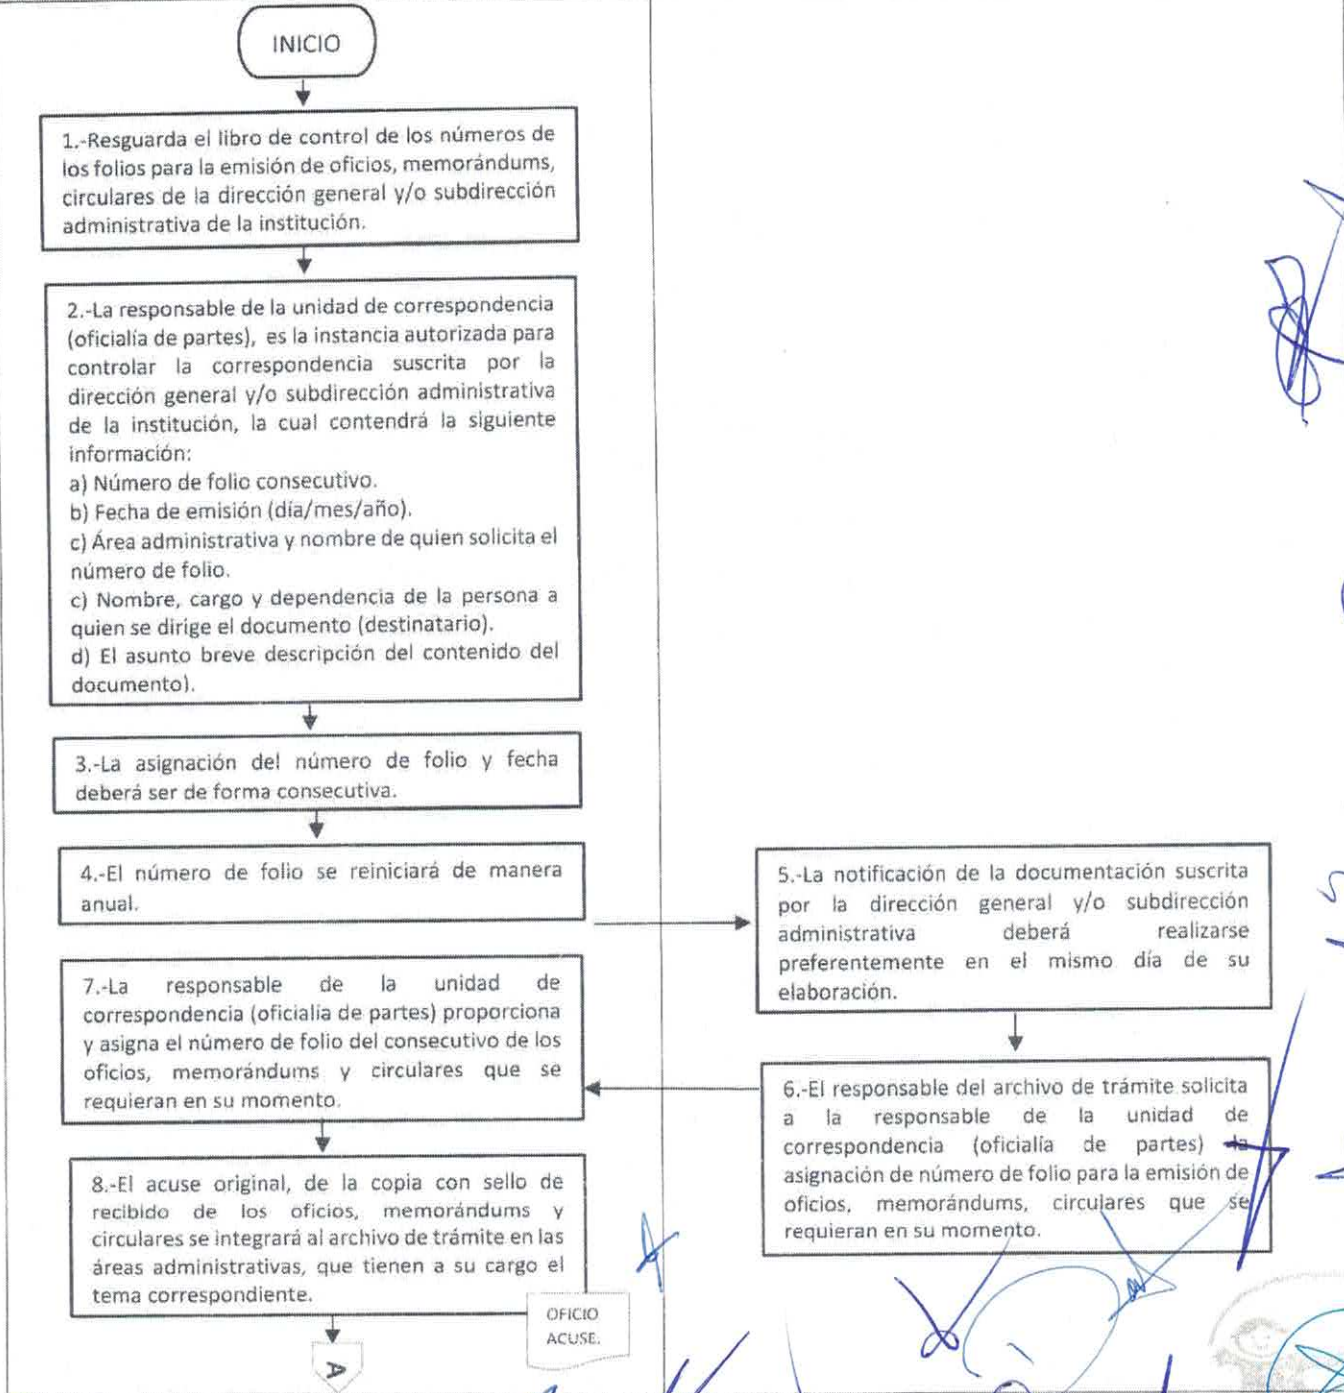 INICIO
1.-Resguarda el libro de control de los números de
los folios para la emisión de oficios, memorándums,
circulares de la dirección general y/o subdirección
administrativa de la institución.
2.-La responsable de la unidad de correspondencia
(oficialía de partes), es la instancia autorizada para
controlar la correspondencia suscrita por la
dirección general y/o subdirección administrativa
de la institución, la cual contendrá la siguiente
información:
a) Número de folio consecutivo.
b) Fecha de emisión (día/mes/año).
c) Área administrativa y nombre de quien solicita el
número de folio.
c) Nombre, cargo y dependencia de la persona a
quien se dirige el documento (destinatario).
d) El asunto breve descripción del contenido del
documento).
3.-La asignación del número de folio y fecha
deberá ser de forma consecutiva.
4.-El número de folio se reiniciará de manera
anual.
5.-La notificación de la documentación suscrita
por la dirección general y/o subdirección
administrativa deberá realizarse
preferentemente en el mismo día de su
elaboración.
6.-El responsable del archivo de trámite solicita
a la responsable de la unidad de
correspondencia (oficialía de partes) la
asignación de número de folio para la emisión de
oficios, memorándums, circulares que se
requieran en su momento.
7.-La responsable de la unidad de
correspondencia (oficialía de partes) proporciona
y asigna el número de folio del consecutivo de los
oficios, memorándums y circulares que se
requieran en su momento.
8.-El acuse original, de la copia con sello de
recibido de los oficios, memorándums y
circulares se integrará al archivo de trámite en las
áreas administrativas, que tienen a su cargo el
tema correspondiente.
OFICIO
ACUSE.
A